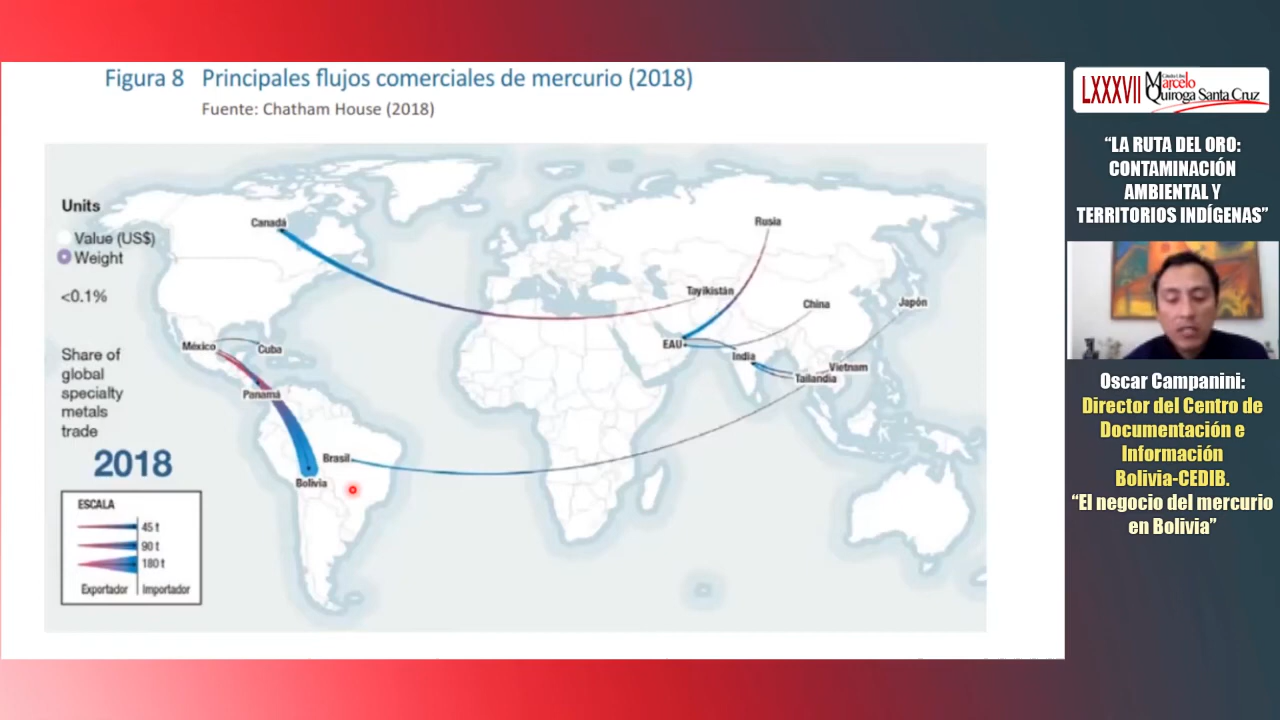 Figura 8 Principales flujos comerciales de mercurio (2018)
Fuente: Chatham House (2018)
Units
Value (US$)
Weight
<0.1%
Share of
global
specialty
metals
trade
2018
ESCALA
45 t
90 t
180 t
Exportador
Importador
Canadá
México
Cuba
Panamá
Brasil
Bolivia
Rusia
Tayikistán
China
Japón
EAU
India
Vietnam
Tailandia
LXXXVII
Marcelo
Quiroga Santa Cruz
“LA RUTA DEL ORO:
CONTAMINACIÓN
AMBIENTAL Y
TERRITORIOS INDÍGENAS”
Oscar Campanini:
Director del Centro de
Documentación e
Información
Bolivia-CEDIB.
“El negocio del mercurio
en Bolivia”